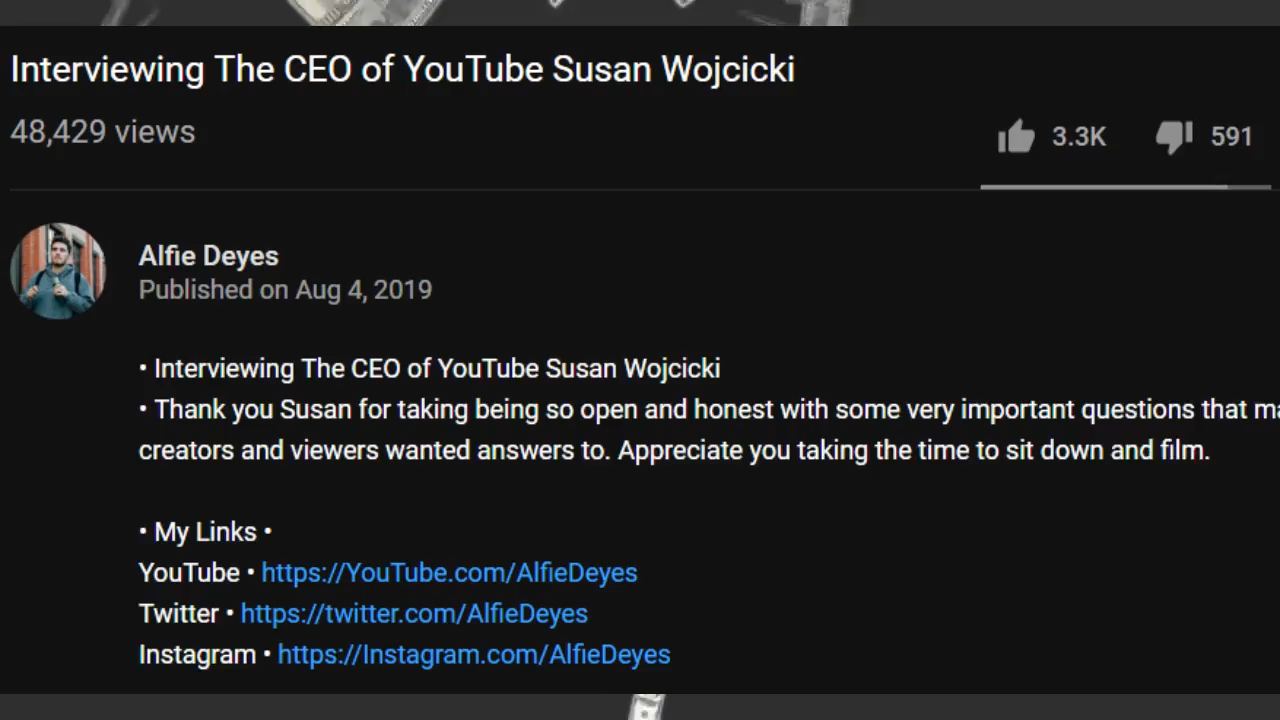 Interviewing The CEO of YouTube Susan Wojcicki
48,429 views
3.3K 591
Alfie Deyes
Published on Aug 4, 2019
• Interviewing The CEO of YouTube Susan Wojcicki
• Thank you Susan for taking being so open and honest with some very important questions that
creators and viewers wanted answers to. Appreciate you taking the time to sit down and film.
• My Links •
YouTube • https://YouTube.com/AlfieDeyes
Twitter • https://twitter.com/AlfieDeyes
Instagram • https://Instagram.com/AlfieDeyes